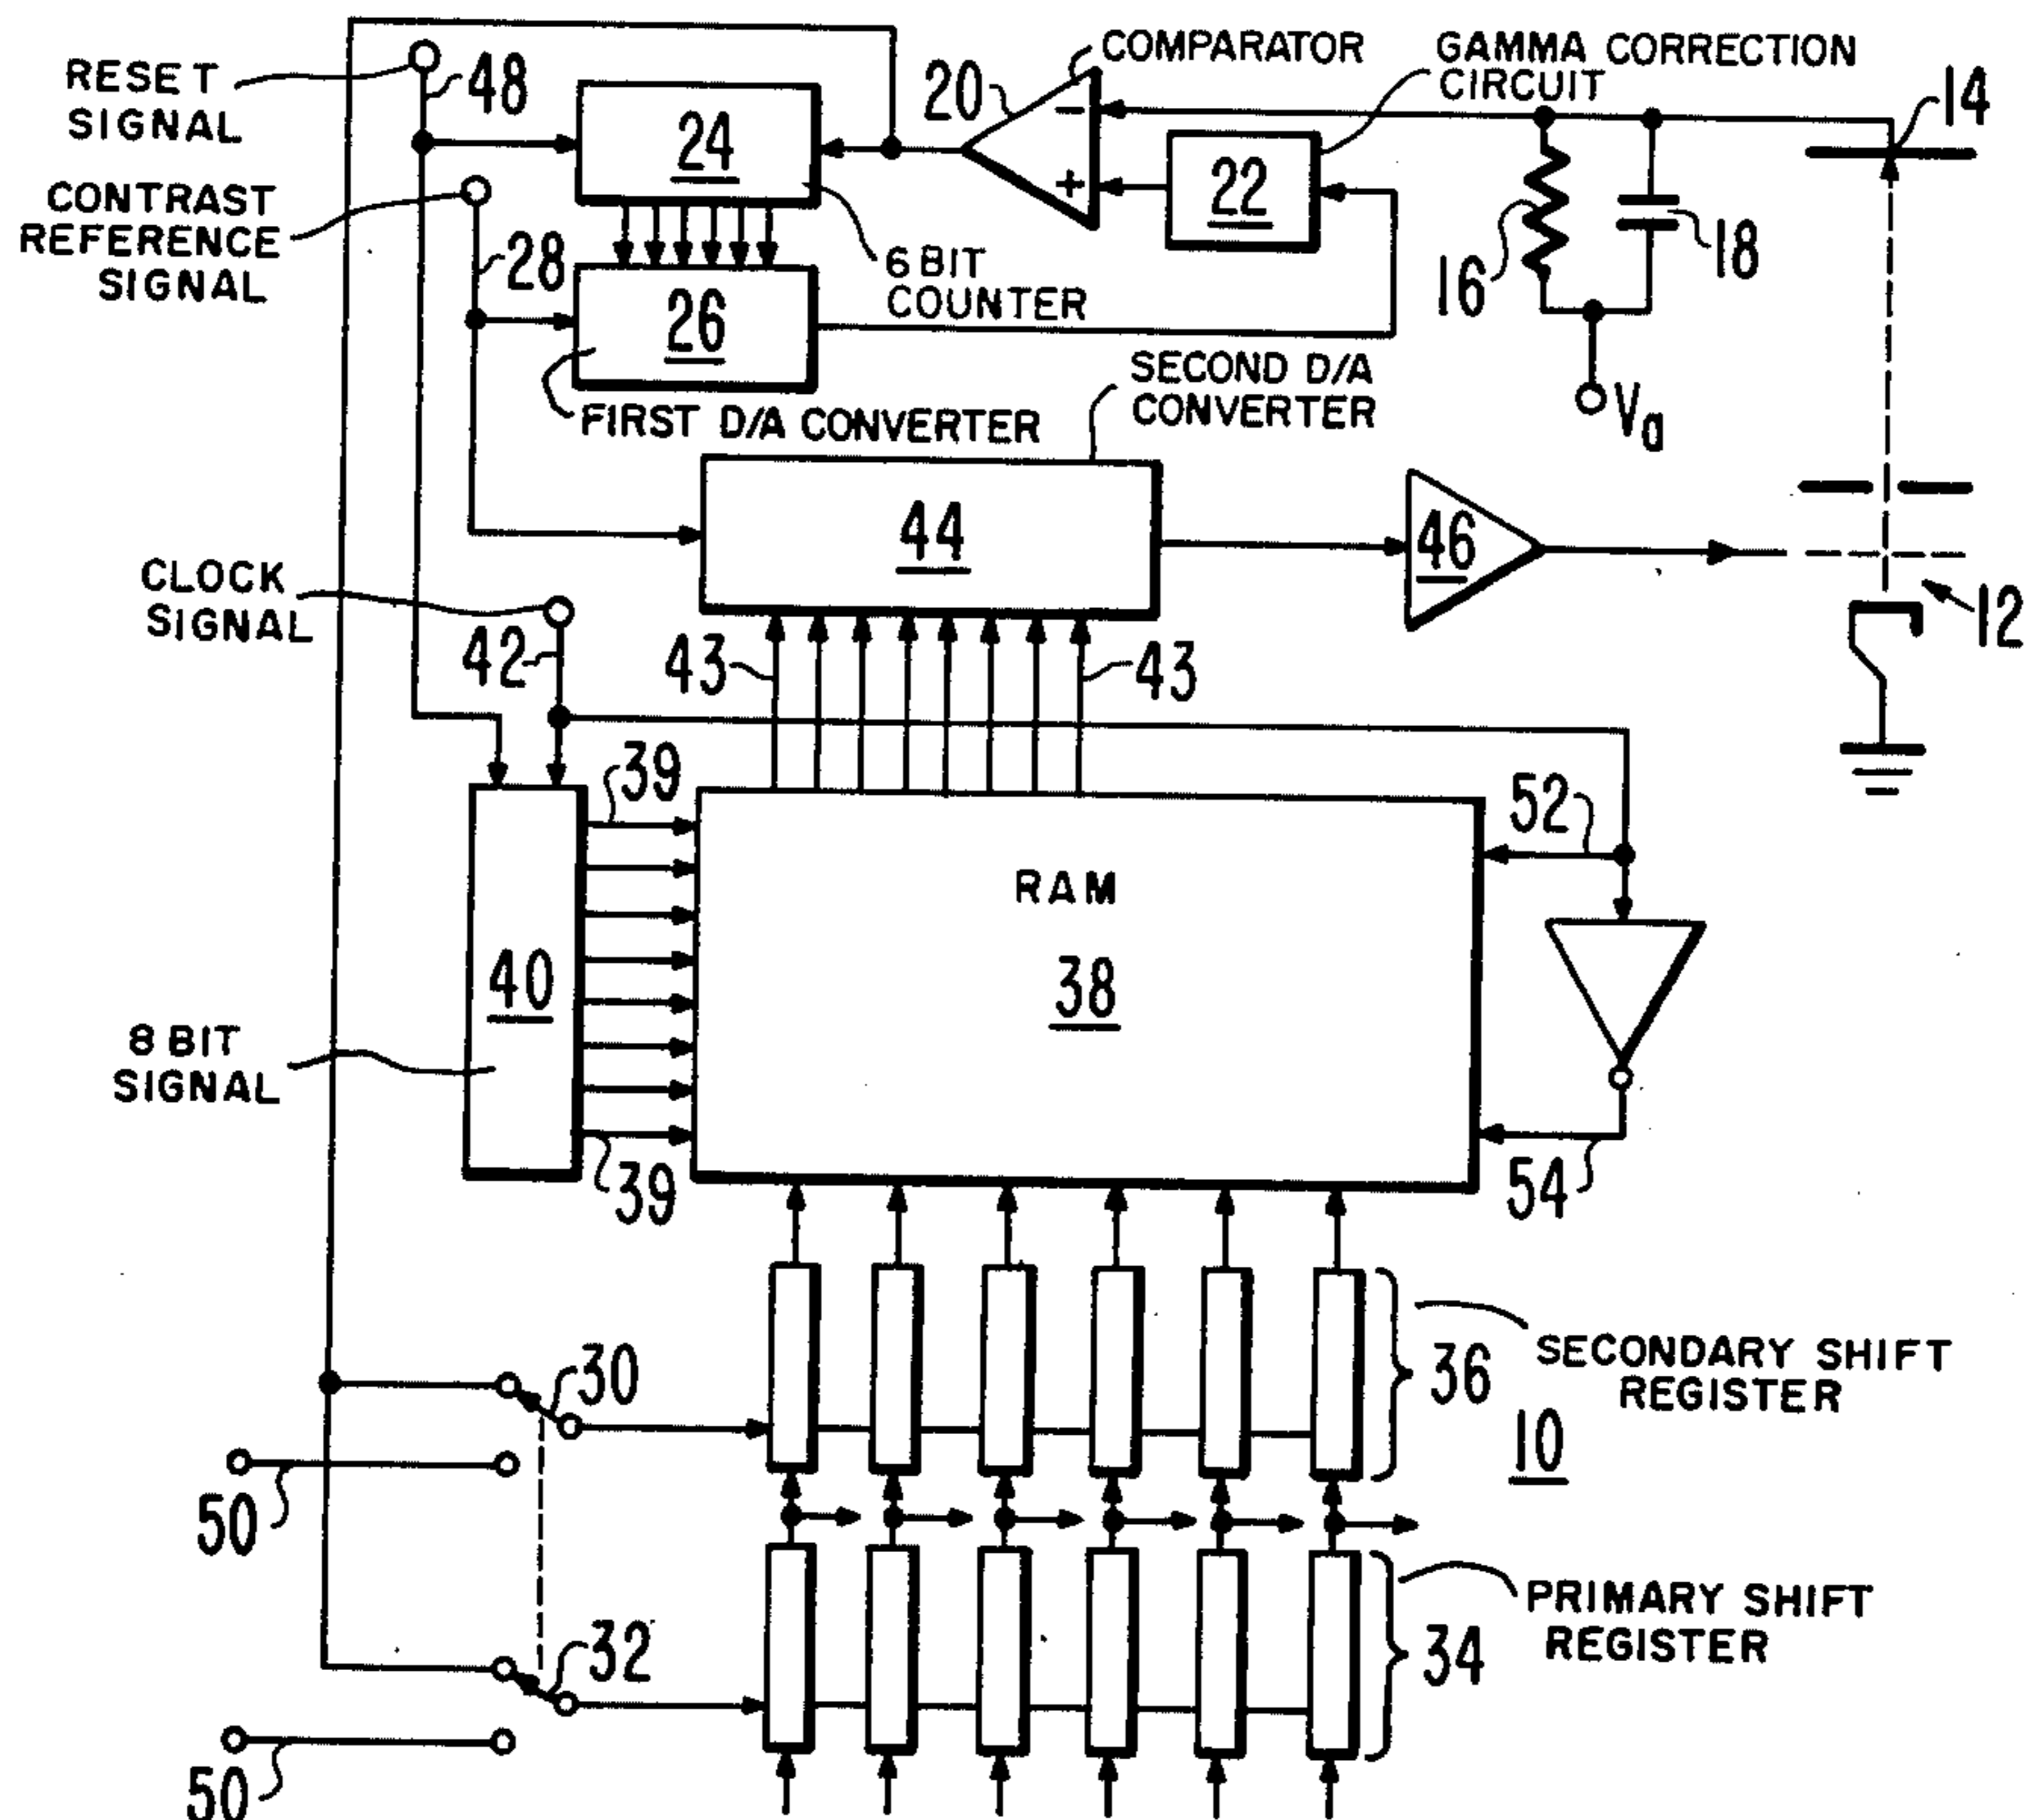 RESET
SIGNAL
48
CONTRAST
REFERENCE
SIGNAL
28
24
26
6 BIT
COUNTER
FIRST D/A CONVERTER
20
COMPARATOR
-
+
GAMMA CORRECTION
CIRCUIT
22
16
18
14
Va
SECOND D/A
CONVERTER
44
46
12
CLOCK
SIGNAL
42
43
43
39
39
52
RAM
38
40
8 BIT
SIGNAL
54
30
36
SECONDARY SHIFT
REGISTER
10
50
32
34
PRIMARY SHIFT
REGISTER
50